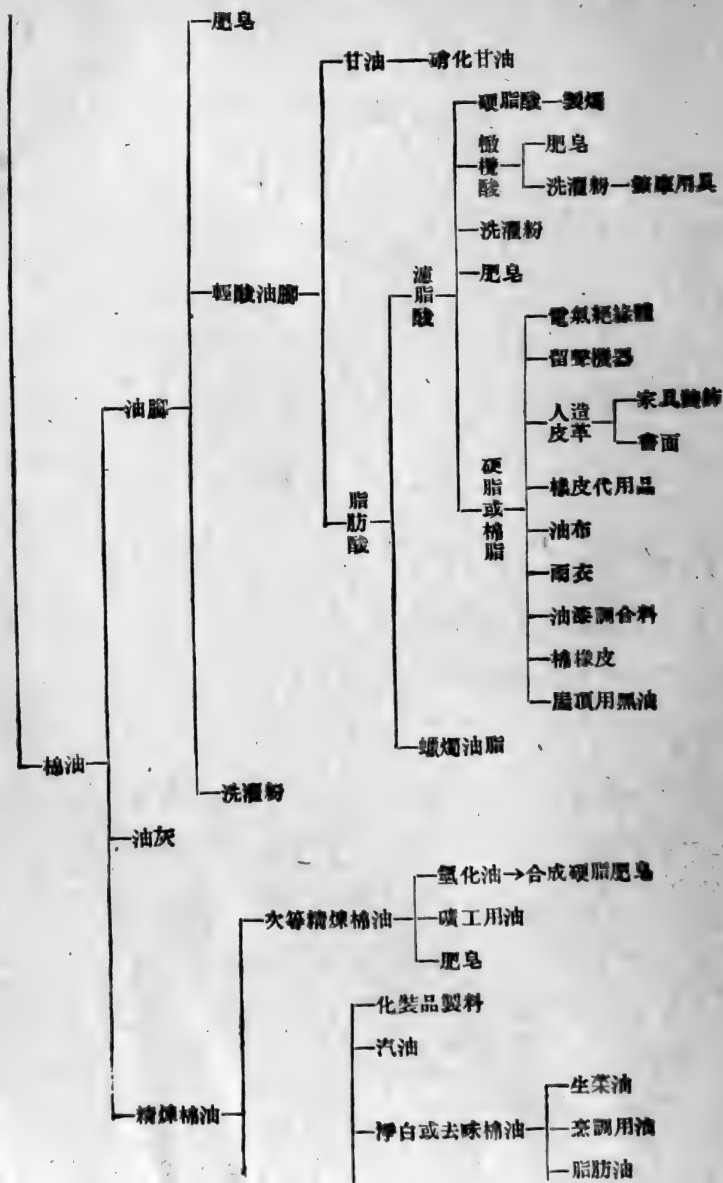 肥皂
甘油
硝化甘油
硬脂酸
製燭
橄欖酸
肥皂
洗濯粉
洗濯粉
肥皂
輕酸油腳
濾脂酸
電氣絕緣體
留聲機器
人造皮革
家具裝飾
書面
油腳
脂肪酸
硬脂或棉脂
橡皮代用品
油布
雨衣
油漆調合料
棉橡皮
屋頂用黑油
蠟燭油脂
棉油
洗濯粉
油灰
次等精煉棉油
氫化油→合成硬脂肥皂
礦工用油
肥皂
化裝品製料
汽油
精煉棉油
淨白或去味棉油
生菜油
烹調用油
脂肪油